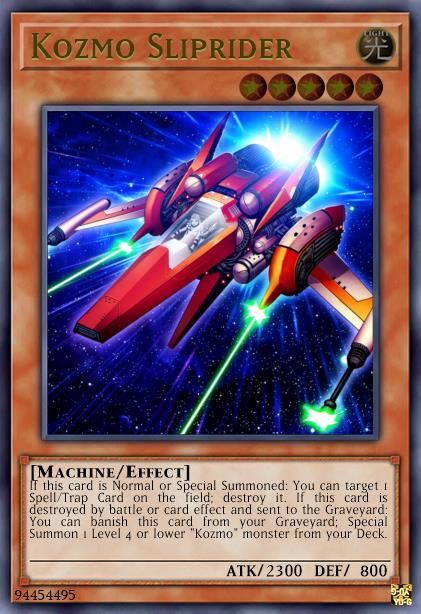 Kozmo Sliprider
LIGHT
光
[Machine/Effect]
If this card is Normal or Special Summoned: You can target 1
Spell/Trap Card on the field; destroy it. If this card is
destroyed by battle or card effect and sent to the Graveyard:
You can banish this card from your Graveyard; Special
Summon 1 Level 4 or lower "Kozmo" monster from your Deck.
ATK/2300 DEF/ 800
94454495